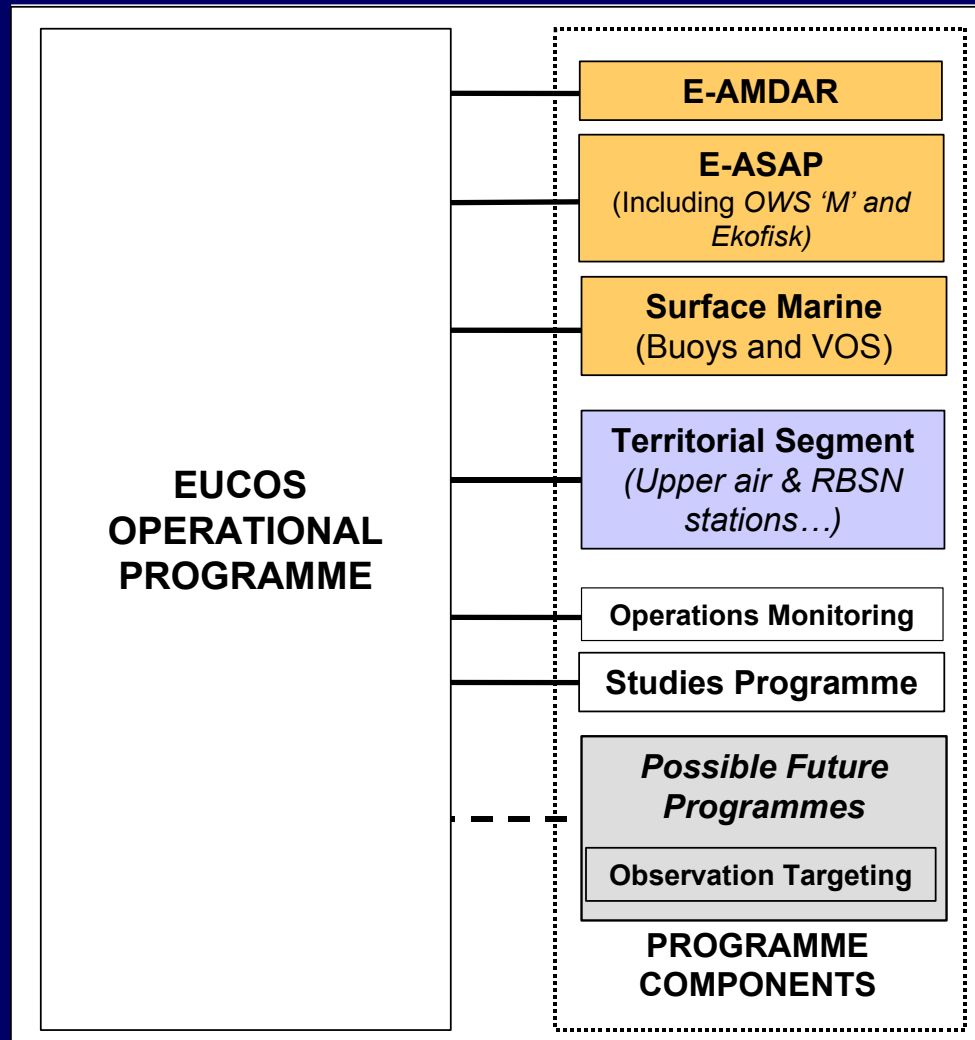 EUCOS
OPERATIONAL
PROGRAMME
E-AMDAR
E-ASAP
(Including OWS ‘M’ and
Ekofisk)
Surface Marine
(Buoys and VOS)
Territorial Segment
(Upper air & RBSN
stations…)
Operations Monitoring
Studies Programme
Possible Future
Programmes
Observation Targeting
PROGRAMME
COMPONENTS